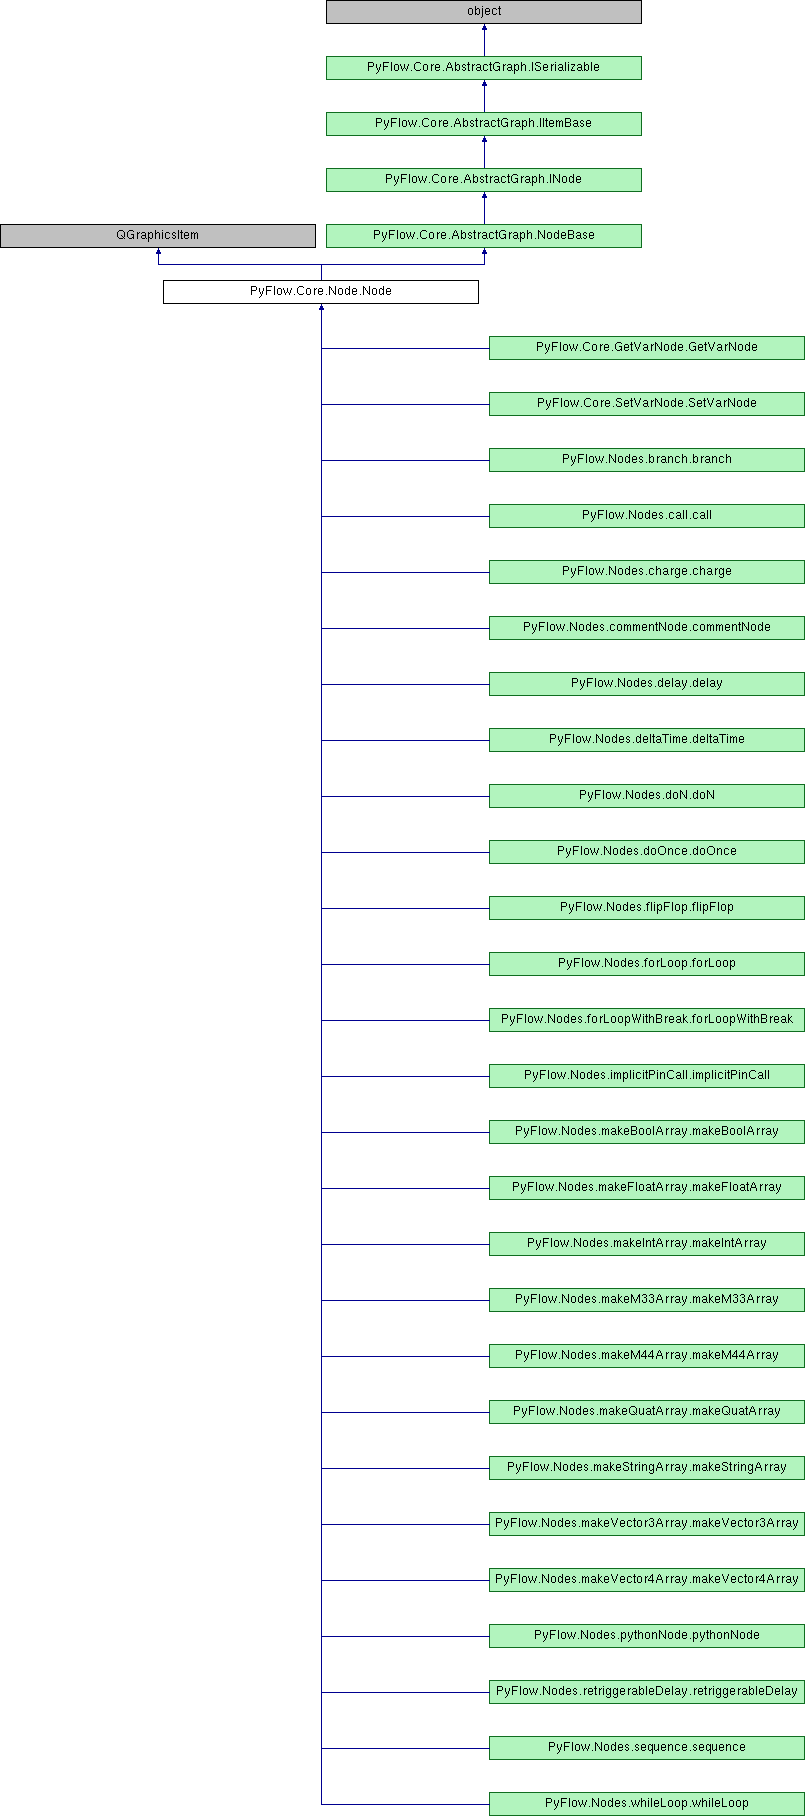 object
PyFlow.Core.AbstractGraph.ISerializable
PyFlow.Core.AbstractGraph.IItemBase
PyFlow.Core.AbstractGraph.INode
QGraphicsItem
PyFlow.Core.AbstractGraph.NodeBase
PyFlow.Core.Node.Node
PyFlow.Core.GetVarNode.GetVarNode
PyFlow.Core.SetVarNode.SetVarNode
PyFlow.Nodes.branch.branch
PyFlow.Nodes.call.call
PyFlow.Nodes.charge.charge
PyFlow.Nodes.commentNode.commentNode
PyFlow.Nodes.delay.delay
PyFlow.Nodes.deltaTime.deltaTime
PyFlow.Nodes.doN.doN
PyFlow.Nodes.doOnce.doOnce
PyFlow.Nodes.flipFlop.flipFlop
PyFlow.Nodes.forLoop.forLoop
PyFlow.Nodes.forLoopWithBreak.forLoopWithBreak
PyFlow.Nodes.implicitPinCall.implicitPinCall
PyFlow.Nodes.makeBoolArray.makeBoolArray
PyFlow.Nodes.makeFloatArray.makeFloatArray
PyFlow.Nodes.makeIntArray.makeIntArray
PyFlow.Nodes.makeM33Array.makeM33Array
PyFlow.Nodes.makeM44Array.makeM44Array
PyFlow.Nodes.makeQuatArray.makeQuatArray
PyFlow.Nodes.makeStringArray.makeStringArray
PyFlow.Nodes.makeVector3Array.makeVector3Array
PyFlow.Nodes.makeVector4Array.makeVector4Array
PyFlow.Nodes.pythonNode.pythonNode
PyFlow.Nodes.retriggerableDelay.retriggerableDelay
PyFlow.Nodes.sequence.sequence
PyFlow.Nodes.whileLoop.whileLoop